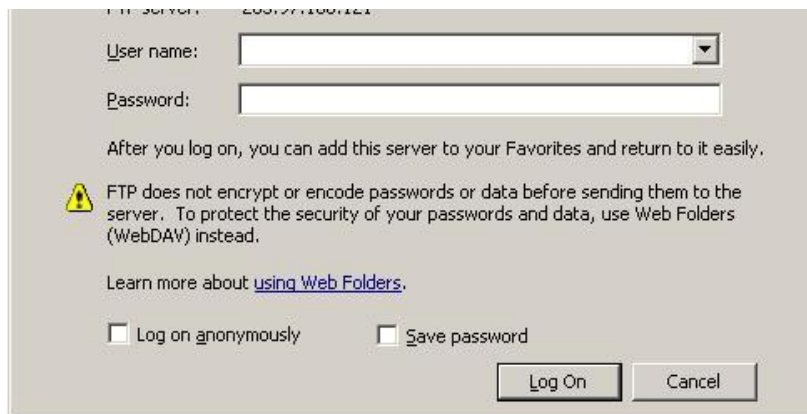 User name:
Password:
After you log on, you can add this server to your Favorites and return to it easily.
FTP does not encrypt or encode passwords or data before sending them to the
server. To protect the security of your passwords and data, use Web Folders
(WebDAV) instead.
Learn more about using Web Folders.
Log on anonymously Save password
Log On Cancel